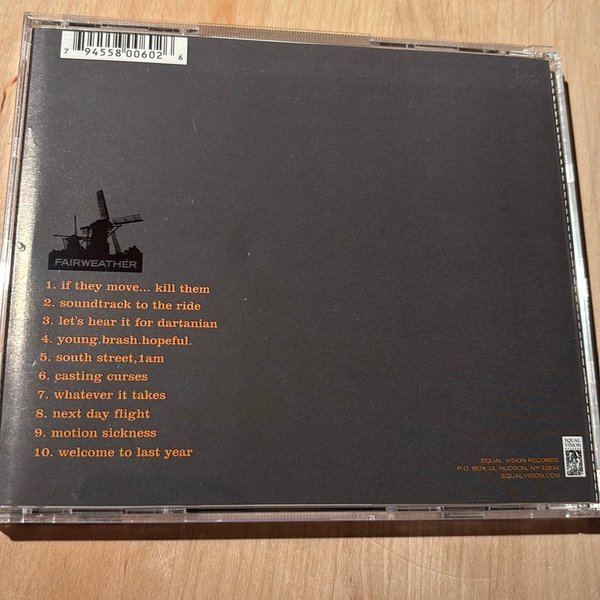 7 94558 00602 6
FAIRWEATHER
1. if they move... kill them
2. soundtrack to the ride
3. let's hear it for dartanian
4. young.brash.hopeful.
5. south street,1am
6. casting curses
7. whatever it takes
8. next day flight
9. motion sickness
10. welcome to last year
EQUAL VISION RECORDS
P.O. BOX 14, HUDSON, NY 12534
EQUALVISION.COM
EQUAL
VISION